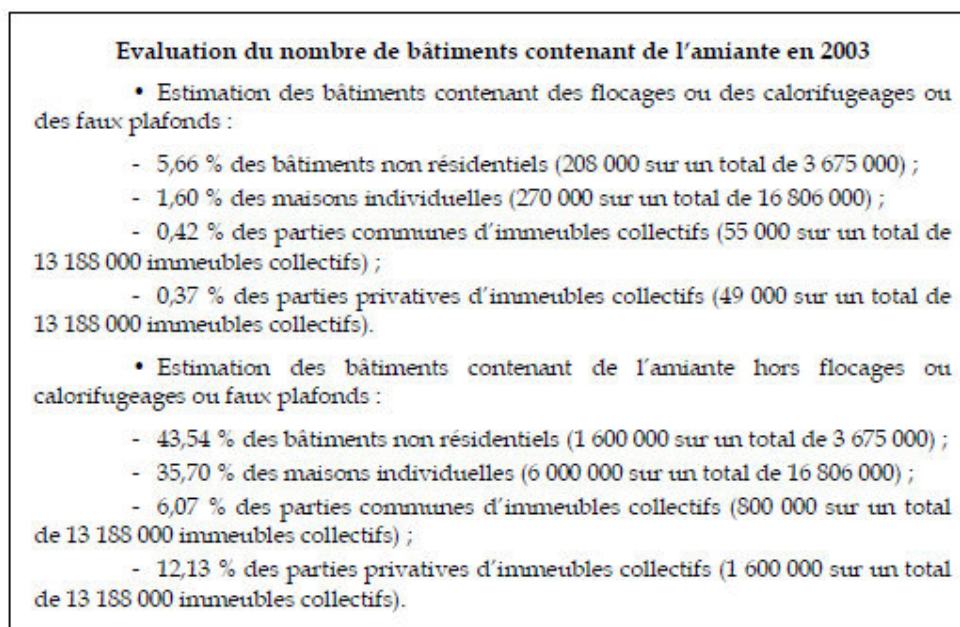 Evaluation du nombre de bâtiments contenant de l'amiante en 2003
• Estimation des bâtiments contenant des flocages ou des calorifugeages ou
des faux plafonds :
- 5,66 % des bâtiments non résidentiels (208 000 sur un total de 3 675 000) ;
- 1,60 % des maisons individuelles (270 000 sur un total de 16 806 000) ;
- 0,42 % des parties communes d'immeubles collectifs (55 000 sur un total de
13 188 000 immeubles collectifs) ;
- 0,37 % des parties privatives d'immeubles collectifs (49 000 sur un total de
13 188 000 immeubles collectifs).
• Estimation des bâtiments contenant de l'amiante hors flocages ou
calorifugeages ou faux plafonds :
- 43,54 % des bâtiments non résidentiels (1 600 000 sur un total de 3 675 000) ;
- 35,70 % des maisons individuelles (6 000 000 sur un total de 16 806 000) ;
- 6,07 % des parties communes d'immeubles collectifs (800 000 sur un total
de 13 188 000 immeubles collectifs) ;
- 12,13 % des parties privatives d'immeubles collectifs (1 600 000 sur un total
de 13 188 000 immeubles collectifs).